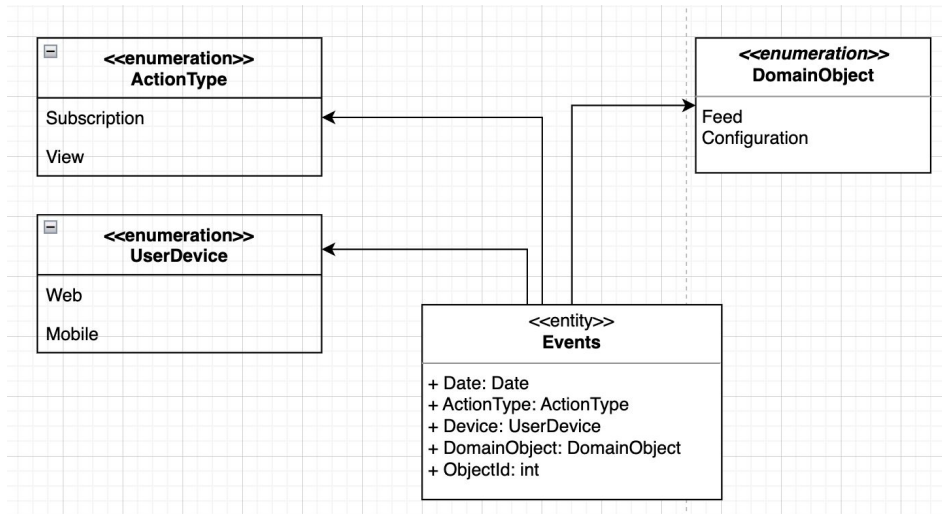 <<enumeration>>
ActionType
Subscription
View
<<enumeration>>
DomainObject
Feed
Configuration
<<enumeration>>
UserDevice
Web
Mobile
<<entity>>
Events
+ Date: Date
+ ActionType: ActionType
+ Device: UserDevice
+ DomainObject: DomainObject
+ ObjectId: int